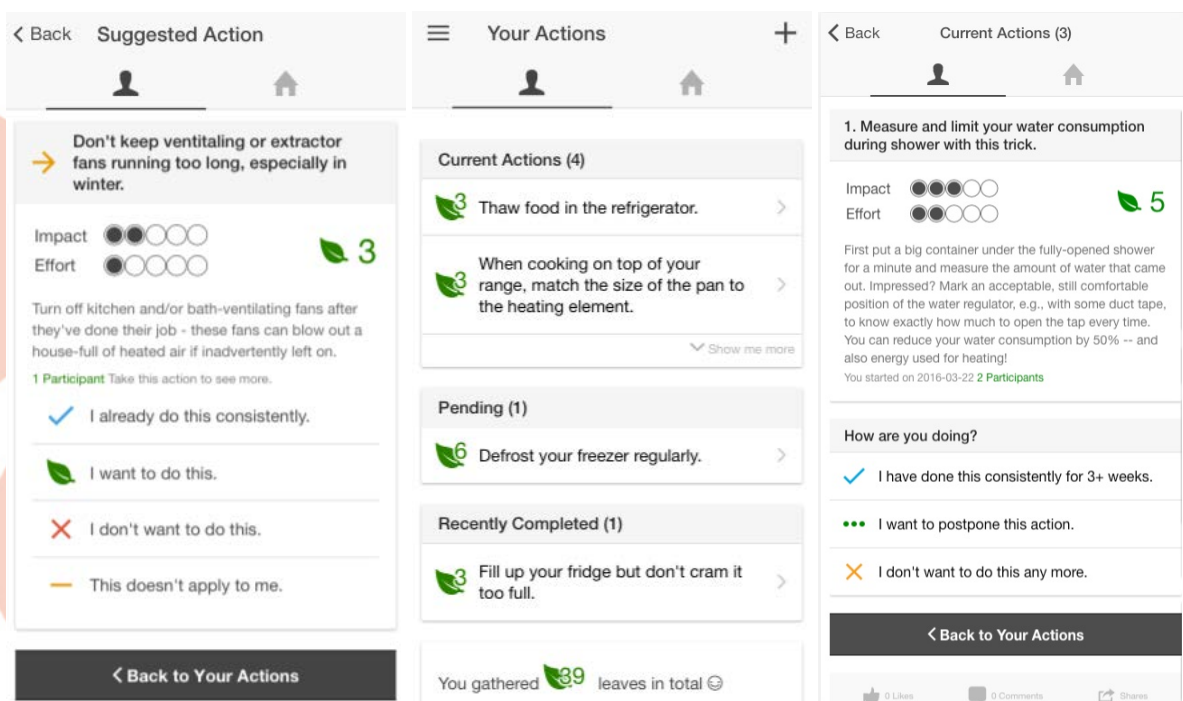 Back Suggested Action
Don't keep ventitaling or extractor
fans running too long, especially in
winter.
Impact
Effort
3
Turn off kitchen and/or bath-ventilating fans after
they've done their job - these fans can blow out a
house-full of heated air if inadvertently left on.
1 Participant Take this action to see more.
I already do this consistently.
I want to do this.
I don't want to do this.
This doesn't apply to me.
Back to Your Actions
Your Actions
Current Actions (4)
3 Thaw food in the refrigerator.
When cooking on top of your
3 range, match the size of the pan to
the heating element.
Show me more
Pending (1)
6 Defrost your freezer regularly.
Recently Completed (1)
3 Fill up your fridge but don't cram it
too full.
You gathered 39 leaves in total
Back Current Actions (3)
1. Measure and limit your water consumption
during shower with this trick.
Impact
Effort
5
First put a big container under the fully-opened shower
for a minute and measure the amount of water that came
out. Impressed? Mark an acceptable, still comfortable
position of the water regulator, e.g., with some duct tape,
to know exactly how much to open the tap every time.
You can reduce your water consumption by 50% -- and
also energy used for heating!
You started on 2016-03-22 2 Participants
How are you doing?
I have done this consistently for 3+ weeks.
I want to postpone this action.
I don't want to do this any more.
Back to Your Actions
0 Likes 0 Comments Shares